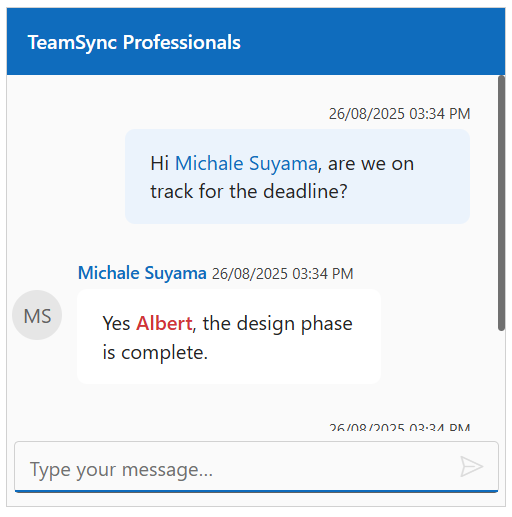 TeamSync Professionals
26/08/2025 03:34 PM
Hi Michale Suyama, are we on
track for the deadline?
Michale Suyama 26/08/2025 03:34 PM
MS
Yes Albert, the design phase
is complete.
26/08/2025 03:34 PM
Type your message...